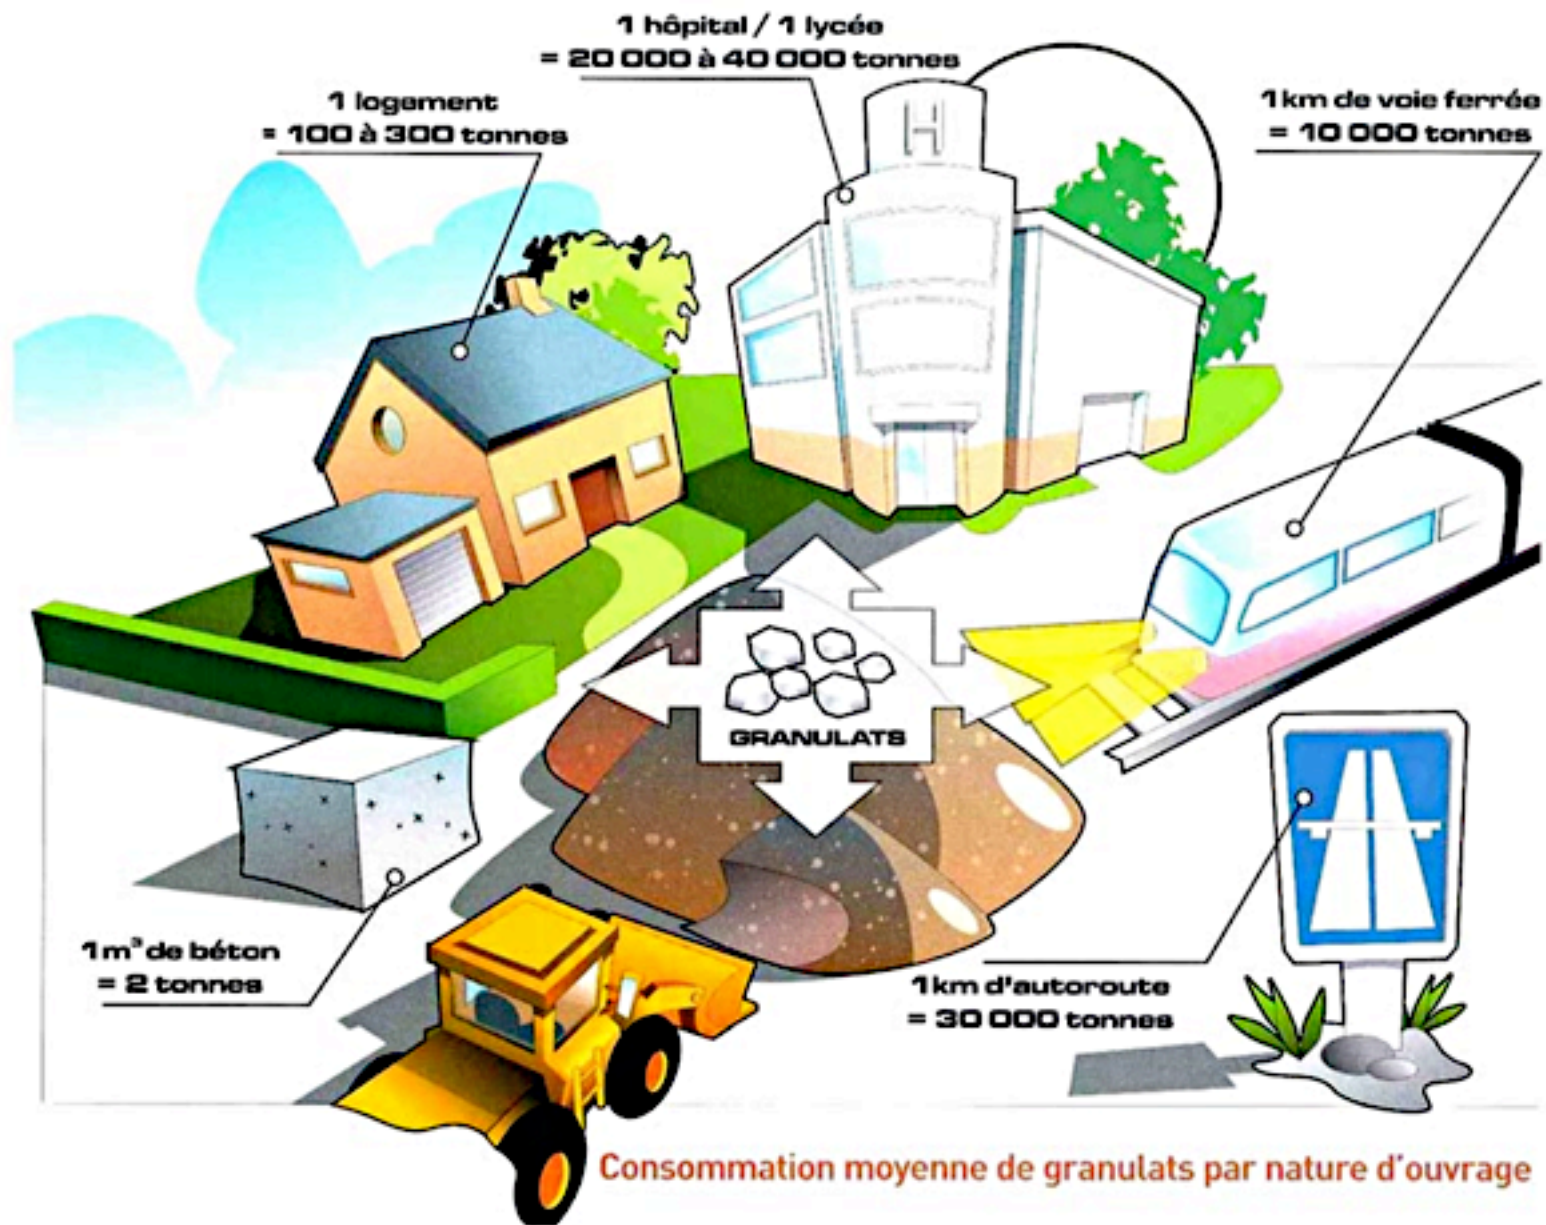 1 hôpital / 1 lycée
= 20 000 à 40 000 tonnes
1 logement
= 100 à 300 tonnes
1 km de voie ferrée
= 10 000 tonnes
H
GRANULATS
1 m³ de béton
= 2 tonnes
1 km d'autoroute
= 30 000 tonnes
Consommation moyenne de granulats par nature d'ouvrage